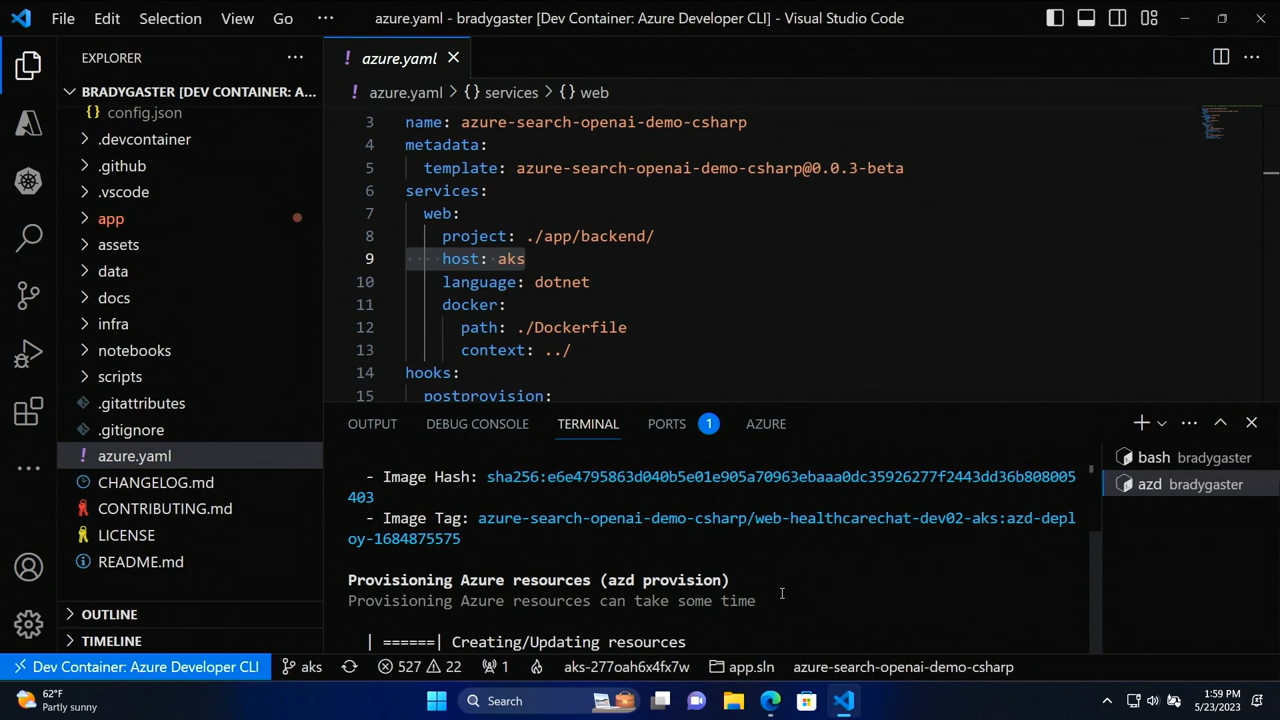 File Edit Selection View Go ··· azure.yaml - bradygaster [Dev Container: Azure Developer CLI] - Visual Studio Code
EXPLORER ···
BRADYGASTER [DEV CONTAINER: A...
{} config.json
.devcontainer
.github
.vscode
app
assets
data
docs
infra
notebooks
scripts
.gitattributes
.gitignore
! azure.yaml
CHANGELOG.md
CONTRIBUTING.md
LICENSE
README.md
OUTLINE
TIMELINE
! azure.yaml
! azure.yaml > {} services > {} web
3 name: azure-search-openai-demo-csharp
4 metadata:
5 template: azure-search-openai-demo-csharp@0.0.3-beta
6 services:
7 web:
8 project: ./app/backend/
9 ···· host: · aks
10 language: dotnet
11 docker:
12 path: ./Dockerfile
13 context: ../
14 hooks:
15 postprovision:
OUTPUT DEBUG CONSOLE TERMINAL PORTS 1 AZURE
- Image Hash: sha256:e6e4795863d040b5e01e905a70963ebaaa0dc35926277f2443dd36b808005
403
- Image Tag: azure-search-openai-demo-csharp/web-healthcarechat-dev02-aks:azd-depl
oy-1684875575
Provisioning Azure resources (azd provision)
Provisioning Azure resources can take some time
| ======| Creating/Updating resources
bash bradygaster
azd bradygaster
Dev Container: Azure Developer CLI aks 527 22 1 aks-277oah6x4fx7w app.sln azure-search-openai-demo-csharp
62°F
Partly sunny
Search
1:59 PM
5/23/2023